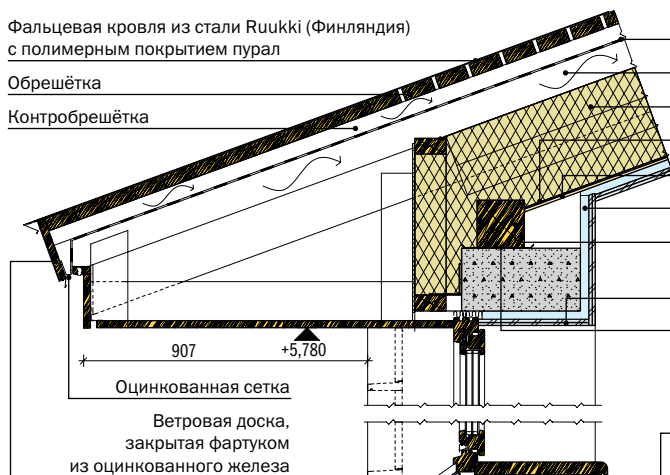 Фальцевая кровля из стали Ruukki (Финляндия)
с полимерным покрытием пурал
Обрешётка
Контробрешётка
907
+5,780
Оцинкованная сетка
Ветровая доска,
закрытая фартуком
из оцинкованного железа